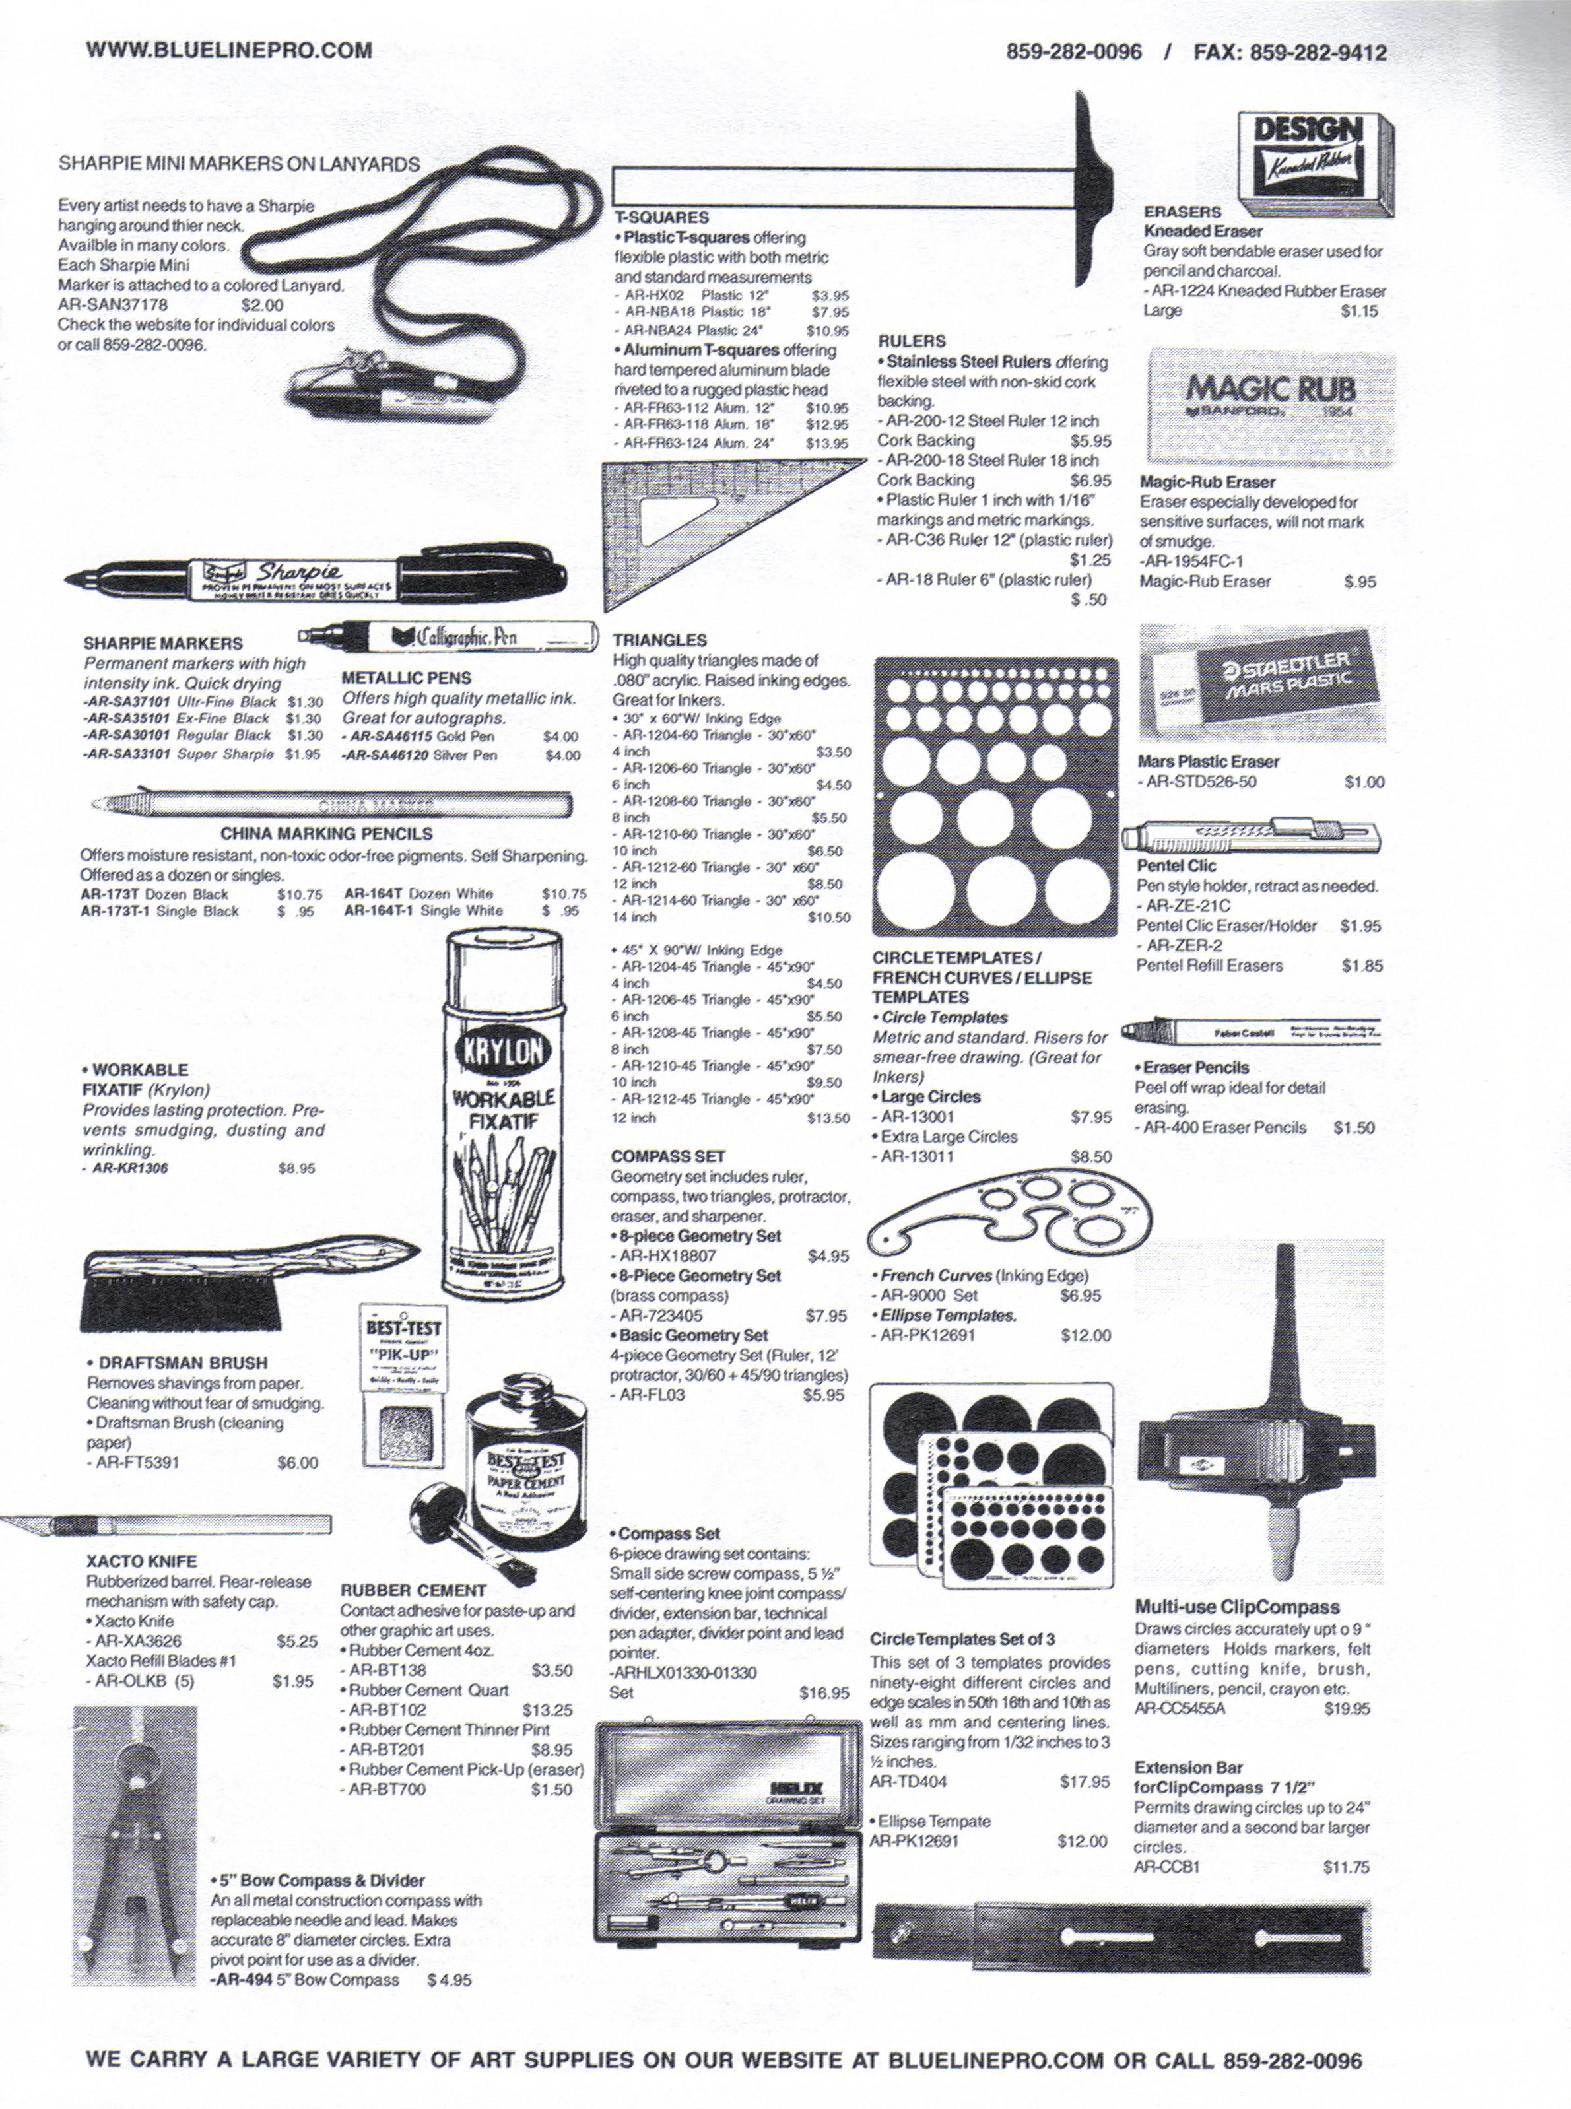 WWW.BLUELINEPRO.COM
859-282-0096 / FAX: 859-282-9412
SHARPIE MINI MARKERS ON LANYARDS
Every artist needs to have a Sharpie
hanging around thier neck.
Availble in many colors.
Each Sharpie Mini
Marker is attached to a colored Lanyard.
AR-SAN37178 $2.00
Check the website for individual colors
or call 859-282-0096.
Sharpie
PROVEN PERMANENT ON MOST SURFACES
HIGHLY WATER RESISTANT DRIES QUICKLY
SHARPIE MARKERS
Permanent markers with high
intensity ink. Quick drying
-AR-SA37101 Ultr-Fine Black $1.30
-AR-SA35101 Ex-Fine Black $1.30
-AR-SA30101 Regular Black $1.30
-AR-SA33101 Super Sharpie $1.95
Calligraphic Pen
METALLIC PENS
Offers high quality metallic ink.
Great for autographs.
- AR-SA46115 Gold Pen $4.00
-AR-SA46120 Silver Pen $4.00
CHINA MARKER
CHINA MARKING PENCILS
Offers moisture resistant, non-toxic odor-free pigments. Self Sharpening.
Offered as a dozen or singles.
AR-173T Dozen Black $10.75 AR-164T Dozen White $10.75
AR-173T-1 Single Black $ .95 AR-164T-1 Single White $ .95
• WORKABLE
FIXATIF (Krylon)
Provides lasting protection. Pre-
vents smudging, dusting and
wrinkling.
- AR-KR1306 $8.95
KRYLON
WORKABLE
FIXATIF
• DRAFTSMAN BRUSH
Removes shavings from paper.
Cleaning without fear of smudging.
• Draftsman Brush (cleaning
paper)
- AR-FT5391 $6.00
BEST-TEST
"PIK-UP"
BEST-TEST
PAPER CEMENT
XACTO KNIFE
Rubberized barrel. Rear-release
mechanism with safety cap.
• Xacto Knife
- AR-XA3626 $5.25
Xacto Refill Blades #1
- AR-OLKB (5) $1.95
RUBBER CEMENT
Contact adhesive for paste-up and
other graphic art uses.
• Rubber Cement 4oz.
- AR-BT138 $3.50
• Rubber Cement Quart
- AR-BT102 $13.25
• Rubber Cement Thinner Pint
- AR-BT201 $8.95
• Rubber Cement Pick-Up (eraser)
- AR-BT700 $1.50
• 5" Bow Compass & Divider
An all metal construction compass with
replaceable needle and lead. Makes
accurate 8" diameter circles. Extra
pivot point for use as a divider.
-AR-494 5" Bow Compass $ 4.95
T-SQUARES
• Plastic T-squares offering
flexible plastic with both metric
and standard measurements
- AR-HX02 Plastic 12" $3.95
- AR-NBA18 Plastic 18" $7.95
- AR-NBA24 Plastic 24" $10.95
• Aluminum T-squares offering
hard tempered aluminum blade
riveted to a rugged plastic head
- AR-FR63-112 Alum. 12" $10.95
- AR-FR63-118 Alum. 18" $12.95
- AR-FR63-124 Alum. 24" $13.95
TRIANGLES
High quality triangles made of
.080" acrylic. Raised inking edges.
Great for Inkers.
• 30° x 60°W/ Inking Edge
- AR-1204-60 Triangle - 30°x60°
4 inch $3.50
- AR-1206-60 Triangle - 30°x60°
6 inch $4.50
- AR-1208-60 Triangle - 30°x60°
8 inch $5.50
- AR-1210-60 Triangle - 30°x60°
10 inch $6.50
- AR-1212-60 Triangle - 30° x60°
12 inch $8.50
- AR-1214-60 Triangle - 30° x60°
14 inch $10.50
• 45° X 90°W/ Inking Edge
- AR-1204-45 Triangle - 45°x90°
4 inch $4.50
- AR-1206-45 Triangle - 45°x90°
6 inch $5.50
- AR-1208-45 Triangle - 45°x90°
8 inch $7.50
- AR-1210-45 Triangle - 45°x90°
10 inch $9.50
- AR-1212-45 Triangle - 45°x90°
12 inch $13.50
COMPASS SET
Geometry set includes ruler,
compass, two triangles, protractor,
eraser, and sharpener.
• 8-piece Geometry Set
- AR-HX18807 $4.95
• 8-Piece Geometry Set
(brass compass)
- AR-723405 $7.95
• Basic Geometry Set
4-piece Geometry Set (Ruler, 12'
protractor, 30/60 + 45/90 triangles)
- AR-FL03 $5.95
• Compass Set
6-piece drawing set contains:
Small side screw compass, 5 ½"
self-centering knee joint compass/
divider, extension bar, technical
pen adapter, divider point and lead
pointer.
-ARHLX01330-01330
Set $16.95
HELIX
DRAWING SET
RULERS
• Stainless Steel Rulers offering
flexible steel with non-skid cork
backing.
- AR-200-12 Steel Ruler 12 inch
Cork Backing $5.95
- AR-200-18 Steel Ruler 18 inch
Cork Backing $6.95
• Plastic Ruler 1 inch with 1/16"
markings and metric markings.
- AR-C36 Ruler 12" (plastic ruler)
$1.25
- AR-18 Ruler 6" (plastic ruler)
$ .50
CIRCLE TEMPLATES /
FRENCH CURVES / ELLIPSE
TEMPLATES
• Circle Templates
Metric and standard. Risers for
smear-free drawing. (Great for
Inkers)
• Large Circles
- AR-13001 $7.95
• Extra Large Circles
- AR-13011 $8.50
• French Curves (Inking Edge)
- AR-9000 Set $6.95
• Ellipse Templates.
- AR-PK12691 $12.00
Circle Templates Set of 3
This set of 3 templates provides
ninety-eight different circles and
edge scales in 50th 16th and 10th as
well as mm and centering lines.
Sizes ranging from 1/32 inches to 3
½ inches.
AR-TD404 $17.95
• Ellipse Tempate
AR-PK12691 $12.00
DESIGN
Kneaded Rubber
ERASERS
Kneaded Eraser
Gray soft bendable eraser used for
pencil and charcoal.
- AR-1224 Kneaded Rubber Eraser
Large $1.15
MAGIC RUB
SANFORD 1954
Magic-Rub Eraser
Eraser especially developed for
sensitive surfaces, will not mark
of smudge.
-AR-1954FC-1
Magic-Rub Eraser $.95
STAEDTLER
MARS PLASTIC
Mars Plastic Eraser
- AR-STD526-50 $1.00
Pentel Clic
Pen style holder, retract as needed.
- AR-ZE-21C
Pentel Clic Eraser/Holder $1.95
- AR-ZER-2
Pentel Refill Erasers $1.85
Faber Castell
• Eraser Pencils
Peel off wrap ideal for detail
erasing.
- AR-400 Eraser Pencils $1.50
Multi-use ClipCompass
Draws circles accurately upt o 9 "
diameters Holds markers, felt
pens, cutting knife, brush,
Multiliners, pencil, crayon etc.
AR-CC5455A $19.95
Extension Bar
forClipCompass 7 1/2"
Permits drawing circles up to 24"
diameter and a second bar larger
circles.
AR-CCB1 $11.75
WE CARRY A LARGE VARIETY OF ART SUPPLIES ON OUR WEBSITE AT BLUELINEPRO.COM OR CALL 859-282-0096